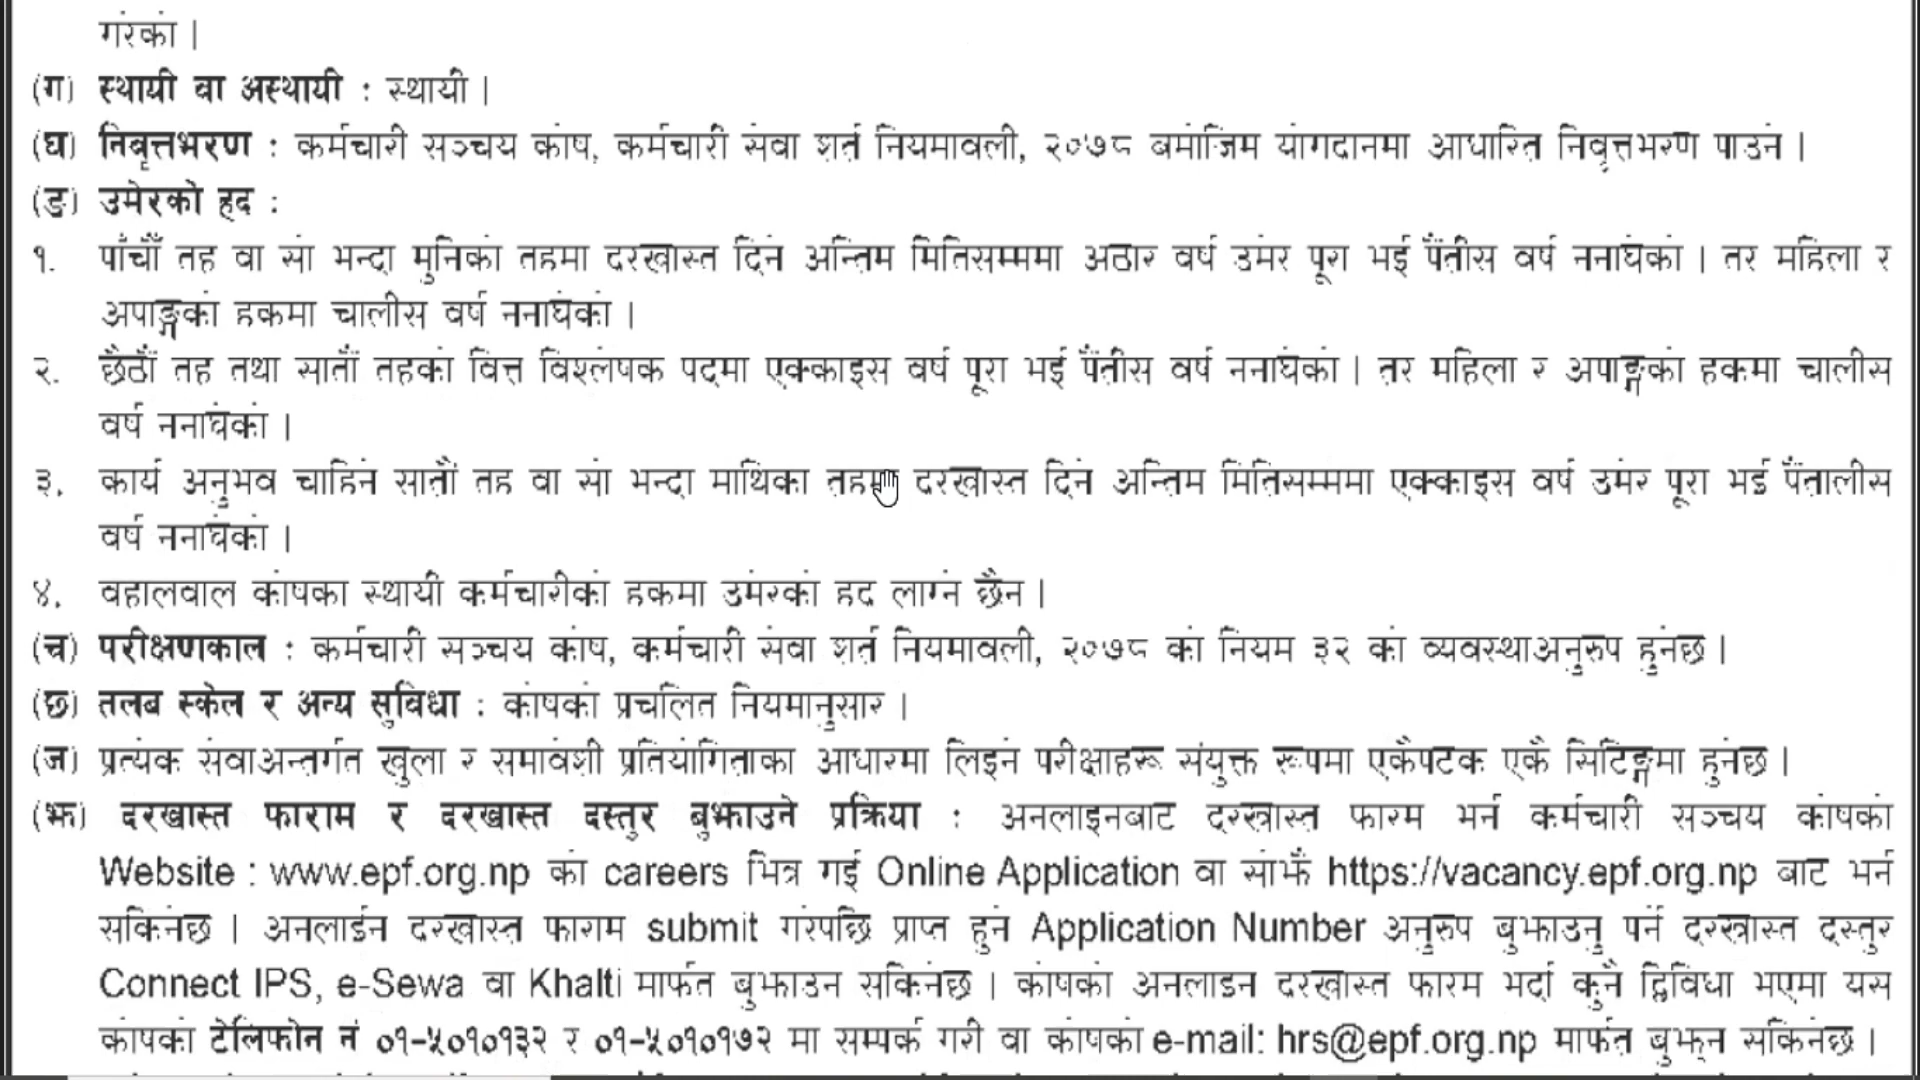 गरेको ।
(ग) स्थायी वा अस्थायी : स्थायी ।
(घ) निवृत्तभरण : कर्मचारी सञ्चय कोष, कर्मचारी सेवा शर्त नियमावली, २०७८ बमोजिम योगदानमा आधारित निवृत्तभरण पाउने ।
(ङ) उमेरको हद :
१. पाँचौं तह वा सो भन्दा मुनिको तहमा दरखास्त दिने अन्तिम मितिसम्ममा अठार वर्ष उमेर पूरा भई पैंतीस वर्ष ननाघेको । तर महिला र
अपाङ्गको हकमा चालीस वर्ष ननाघेको ।
२. छैठौं तह तथा सातौं तहको वित्त विश्लेषक पदमा एक्काइस वर्ष पूरा भई पैंतीस वर्ष ननाघेको । तर महिला र अपाङ्गको हकमा चालीस
वर्ष ननाघेको ।
३. कार्य अनुभव चाहिने सातौं तह वा सो भन्दा माथिका तहमा दरखास्त दिने अन्तिम मितिसम्ममा एक्काइस वर्ष उमेर पूरा भई पैंतालीस
वर्ष ननाघेको ।
४. वहालवाल कोषका स्थायी कर्मचारीको हकमा उमेरको हद लाग्ने छैन ।
(च) परीक्षणकाल : कर्मचारी सञ्चय कोष, कर्मचारी सेवा शर्त नियमावली, २०७८ को नियम ३२ को व्यवस्थाअनुरुप हुनेछ ।
(छ) तलब स्केल र अन्य सुविधा : कोषको प्रचलित नियमानुसार ।
(ज) प्रत्येक सेवाअन्तर्गत खुला र समावेशी प्रतियोगिताका आधारमा लिइने परीक्षाहरू संयुक्त रूपमा एकैपटक एकै सिटिङ्गमा हुनेछ ।
(झ) दरखास्त फाराम र दरखास्त दस्तुर बुझाउने प्रक्रिया : अनलाइनबाट दरखास्त फारम भर्न कर्मचारी सञ्चय कोषको
Website : www.epf.org.np को careers भित्र गई Online Application वा सोझै https://vacancy.epf.org.np बाट भर्न
सकिनेछ । अनलाईन दरखास्त फाराम submit गरेपछि प्राप्त हुने Application Number अनुरुप बुझाउनु पर्ने दरखास्त दस्तुर
Connect IPS, e-Sewa वा Khalti मार्फत बुझाउन सकिनेछ । कोषको अनलाइन दरखास्त फारम भर्दा कुनै द्विविधा भएमा यस
कोषका टेलिफोन नं ०१-५०१०१३२ र ०१-५०१०१७२ मा सम्पर्क गरी वा कोषको e-mail: hrs@epf.org.np मार्फत बुझ्न सकिनेछ ।